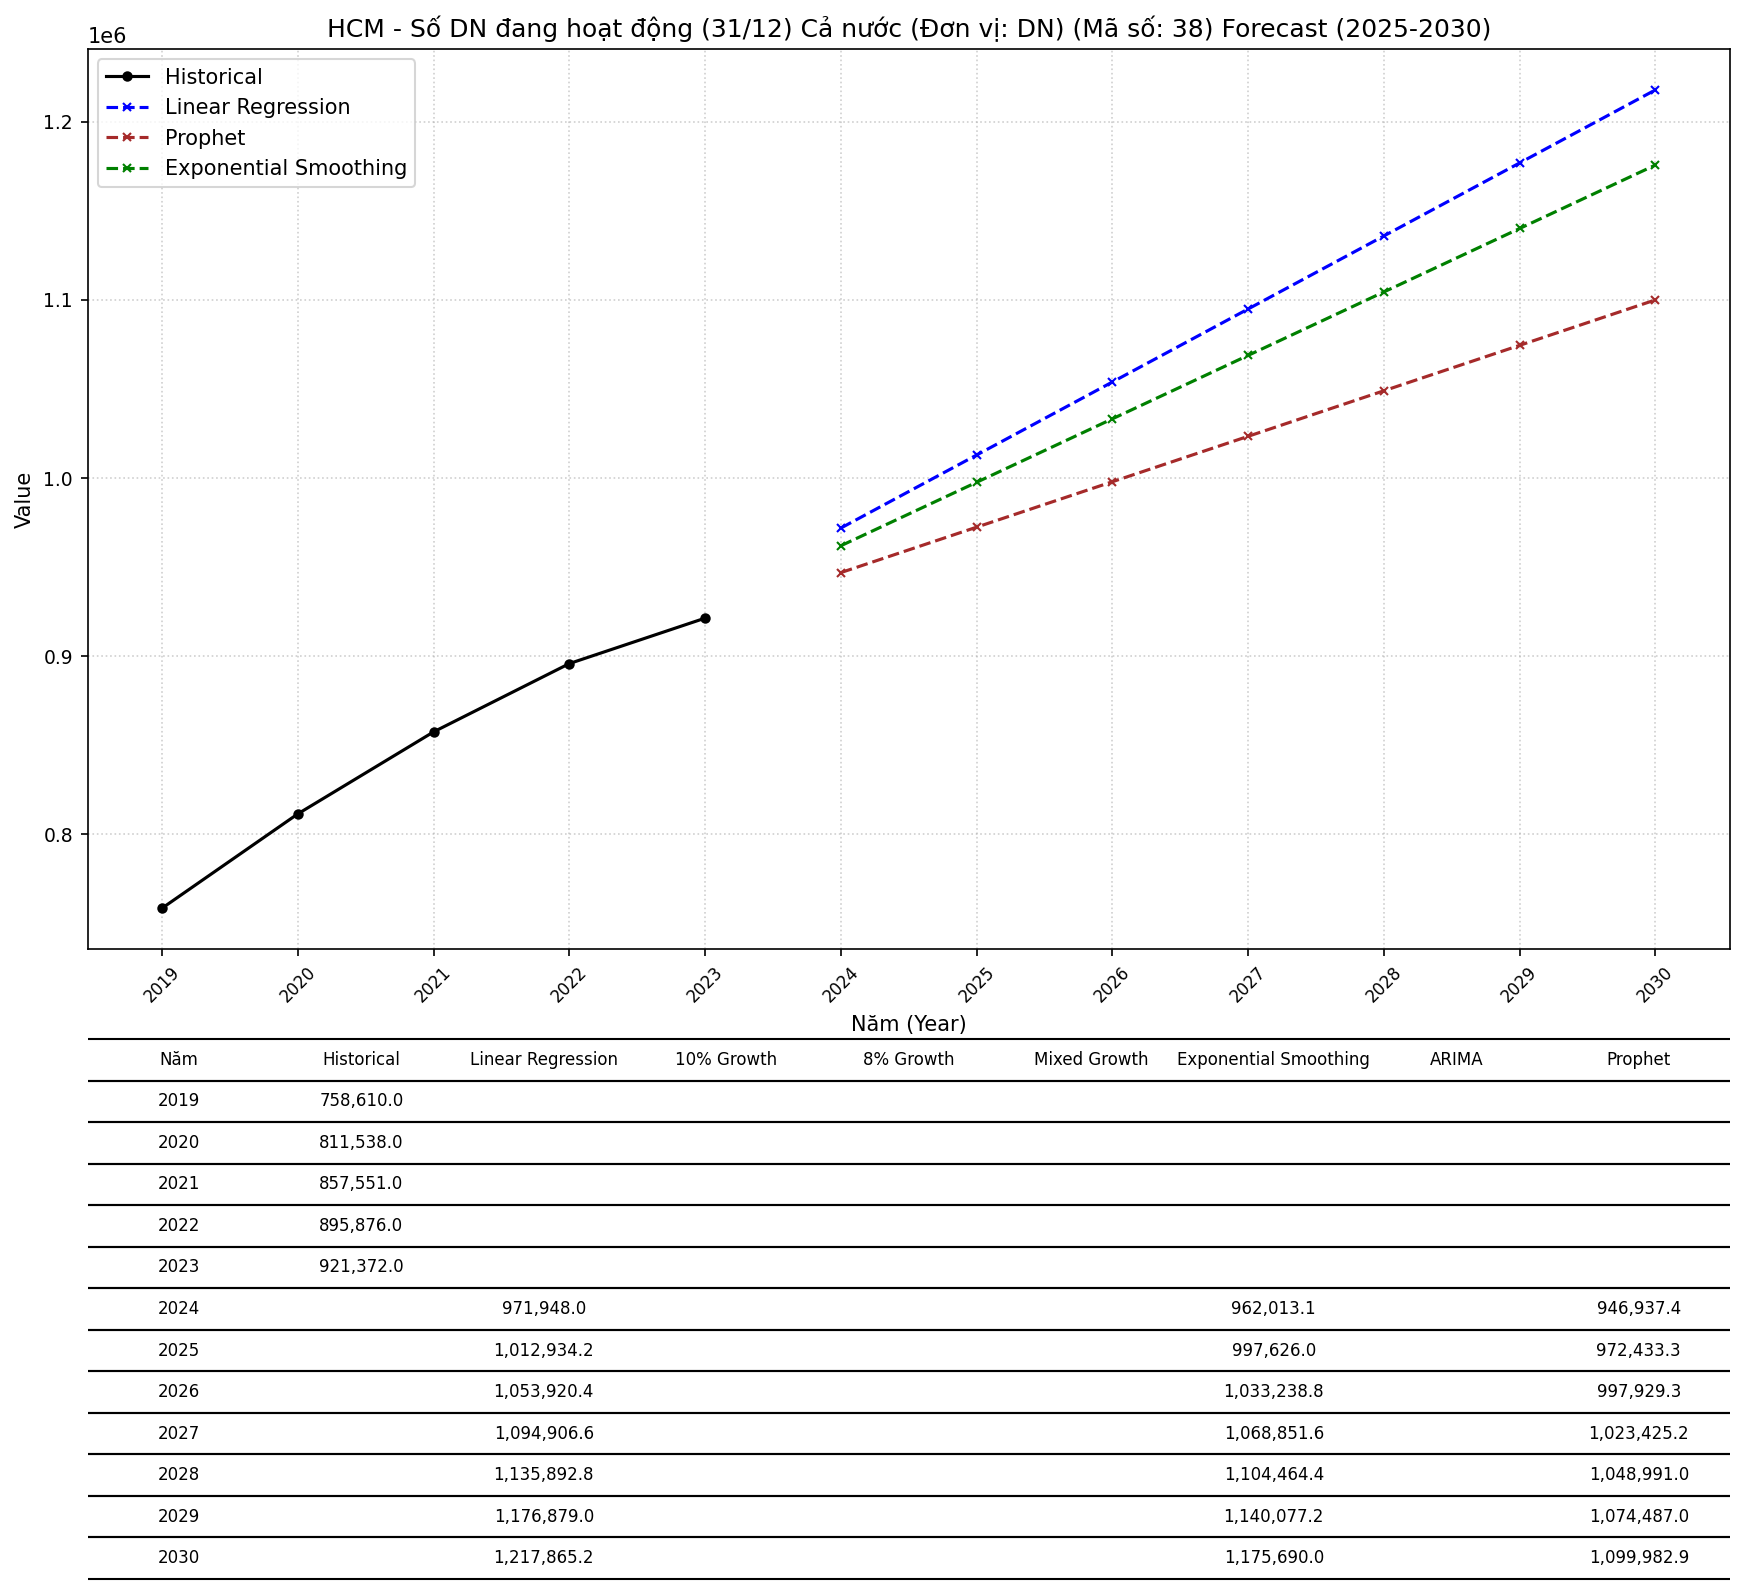 HCM - Số DN đang hoạt động (31/12) Cả nước (Đơn vị: DN) (Mã số: 38) Forecast (2025-2030)
1e6
Historical
Linear Regression
Prophet
Exponential Smoothing
1.2
1.1
1.0
0.9
0.8
Value
2019 2020 2021 2022 2023 2024 2025 2026 2027 2028 2029 2030
Năm (Year)
Năm Historical Linear Regression 10% Growth 8% Growth Mixed Growth Exponential Smoothing ARIMA Prophet
2019 758,610.0
2020 811,538.0
2021 857,551.0
2022 895,876.0
2023 921,372.0
2024 971,948.0 962,013.1 946,937.4
2025 1,012,934.2 997,626.0 972,433.3
2026 1,053,920.4 1,033,238.8 997,929.3
2027 1,094,906.6 1,068,851.6 1,023,425.2
2028 1,135,892.8 1,104,464.4 1,048,991.0
2029 1,176,879.0 1,140,077.2 1,074,487.0
2030 1,217,865.2 1,175,690.0 1,099,982.9